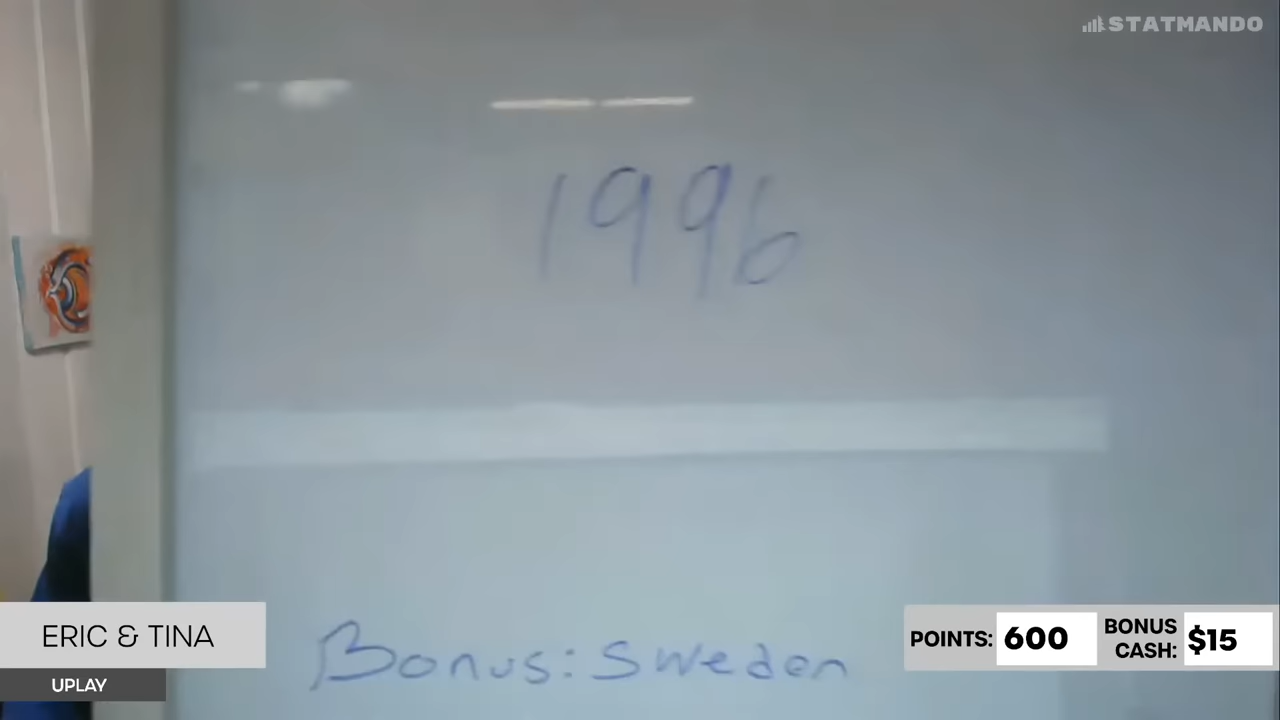 STATMANDO
1996
Bonus: Sweden
ERIC & TINA
UPLAY
POINTS: 600
BONUS CASH: $15